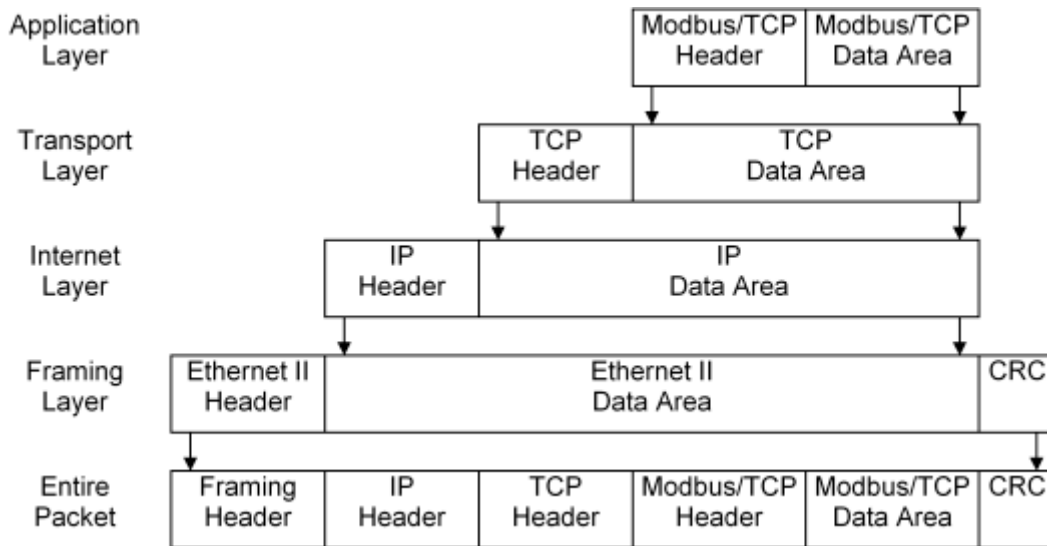 Application
Layer
Modbus/TCP
Header
Modbus/TCP
Data Area
Transport
Layer
TCP
Header
TCP
Data Area
Internet
Layer
IP
Header
IP
Data Area
Framing
Layer
Ethernet II
Header
Ethernet II
Data Area
CRC
Entire
Packet
Framing
Header
IP
Header
TCP
Header
Modbus/TCP
Header
Modbus/TCP
Data Area
CRC